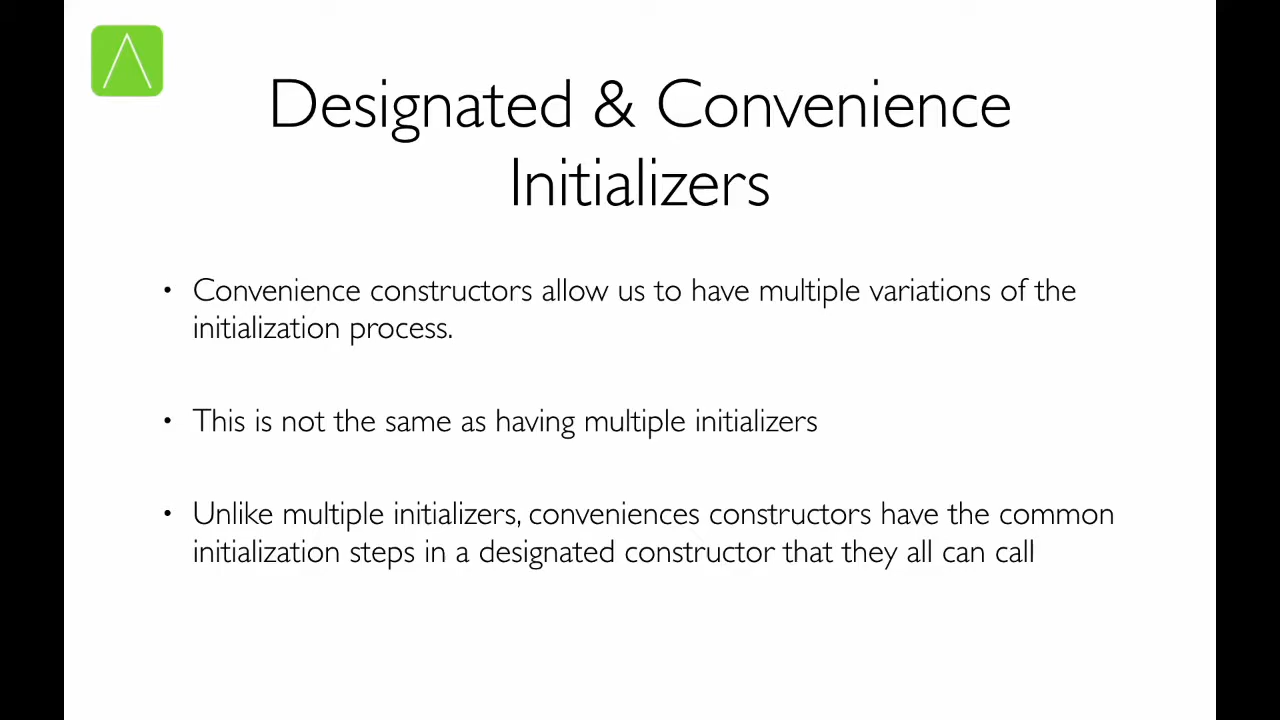 Designated & Convenience
Initializers
• Convenience constructors allow us to have multiple variations of the
initialization process.
• This is not the same as having multiple initializers
• Unlike multiple initializers, conveniences constructors have the common
initialization steps in a designated constructor that they all can call